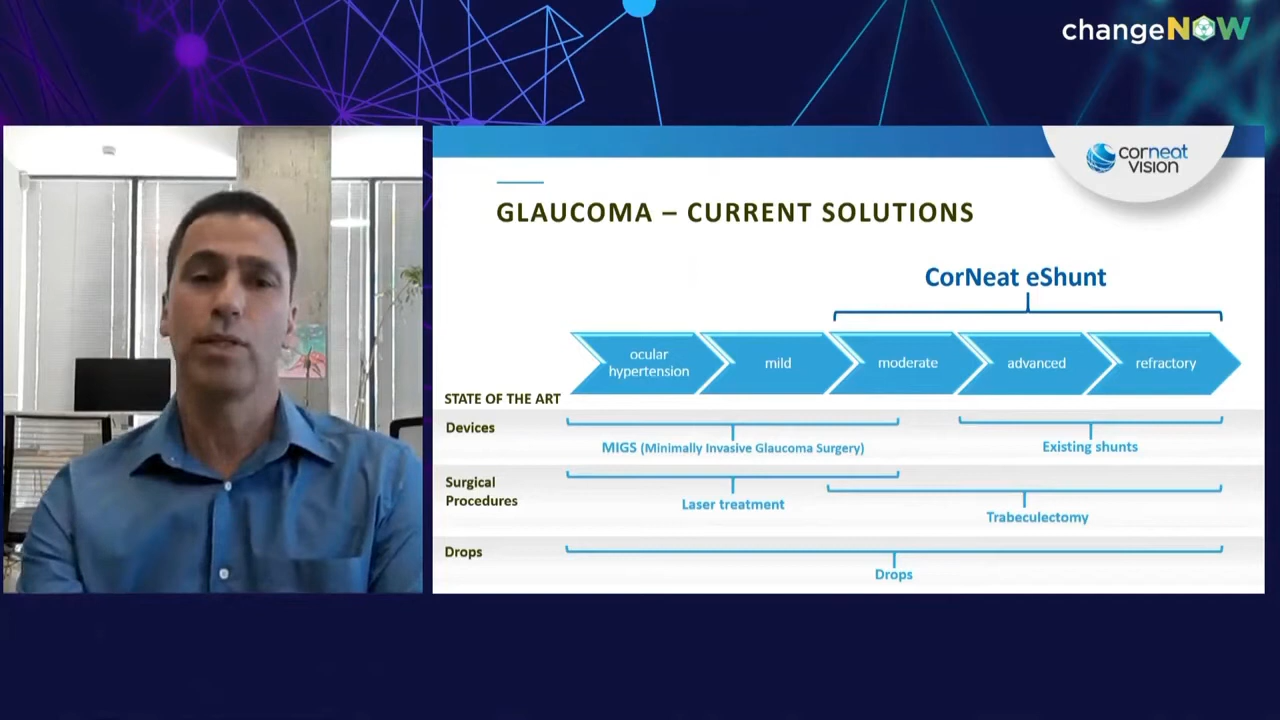 changeNOW
corneat
vision
GLAUCOMA – CURRENT SOLUTIONS
CorNeat eShunt
ocular
hypertension
mild
moderate
advanced
refractory
STATE OF THE ART
Devices
MIGS (Minimally Invasive Glaucoma Surgery)
Existing shunts
Surgical
Procedures
Laser treatment
Trabeculectomy
Drops
Drops